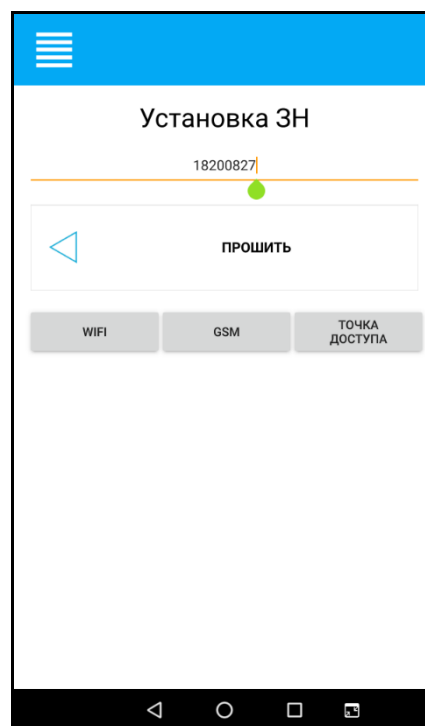 Установка ЗН
18200827
ПРОШИТЬ
WIFI
GSM
ТОЧКА
ДОСТУПА